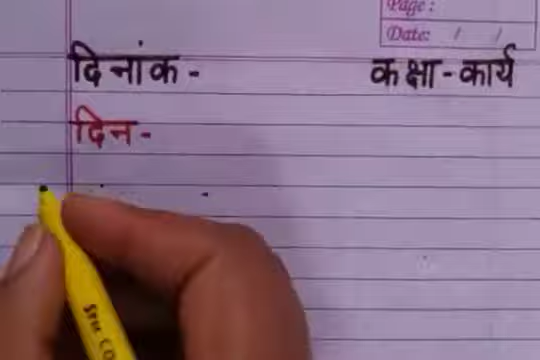 Page :
Date: / /
दिनांक - कक्षा - कार्य
दिन -